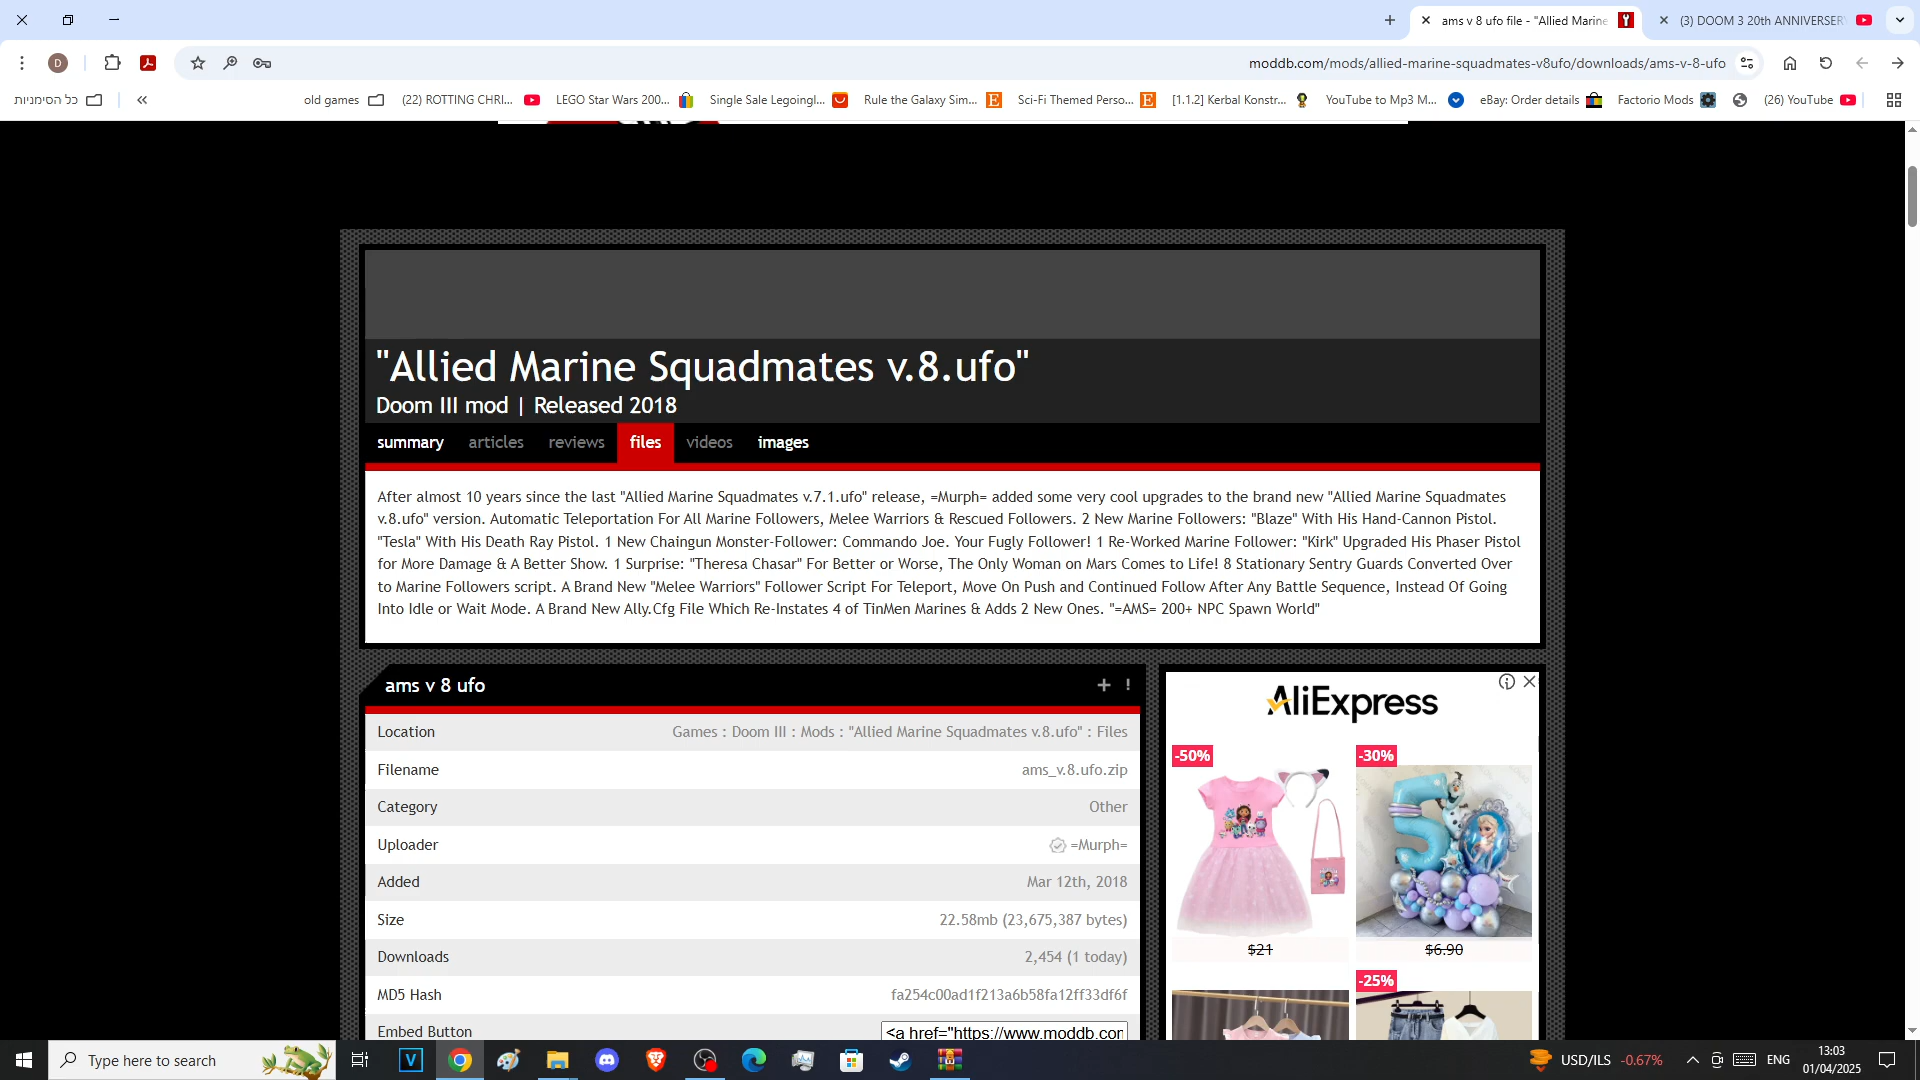 ams v 8 ufo file - "Allied Marine
(3) DOOM 3 20th ANNIVERSER
D
moddb.com/mods/allied-marine-squadmates-v8ufo/downloads/ams-v-8-ufo
כל הסימניות
old games
(22) ROTTING CHRI...
LEGO Star Wars 200...
Single Sale Legoingl...
Rule the Galaxy Sim...
Sci-Fi Themed Perso...
[1.1.2] Kerbal Konstr...
YouTube to Mp3 M...
eBay: Order details
Factorio Mods
(26) YouTube
"Allied Marine Squadmates v.8.ufo"
Doom III mod | Released 2018
summary articles reviews files videos images
After almost 10 years since the last "Allied Marine Squadmates v.7.1.ufo" release, =Murph= added some very cool upgrades to the brand new "Allied Marine Squadmates
v.8.ufo" version. Automatic Teleportation For All Marine Followers, Melee Warriors & Rescued Followers. 2 New Marine Followers: "Blaze" With His Hand-Cannon Pistol.
"Tesla" With His Death Ray Pistol. 1 New Chaingun Monster-Follower: Commando Joe. Your Fugly Follower! 1 Re-Worked Marine Follower: "Kirk" Upgraded His Phaser Pistol
for More Damage & A Better Show. 1 Surprise: "Theresa Chasar" For Better or Worse, The Only Woman on Mars Comes to Life! 8 Stationary Sentry Guards Converted Over
to Marine Followers script. A Brand New "Melee Warriors" Follower Script For Teleport, Move On Push and Continued Follow After Any Battle Sequence, Instead Of Going
Into Idle or Wait Mode. A Brand New Ally.Cfg File Which Re-Instates 4 of TinMen Marines & Adds 2 New Ones. "=AMS= 200+ NPC Spawn World"
ams v 8 ufo
Location Games : Doom III : Mods : "Allied Marine Squadmates v.8.ufo" : Files
Filename ams_v.8.ufo.zip
Category Other
Uploader =Murph=
Added Mar 12th, 2018
Size 22.58mb (23,675,387 bytes)
Downloads 2,454 (1 today)
MD5 Hash fa254c00ad1f213a6b58fa12ff33df6f
Embed Button <a href="https://www.moddb.cor
AliExpress
-50%
-30%
$21
$6.90
-25%
Type here to search
USD/ILS -0.67%
ENG
13:03
01/04/2025